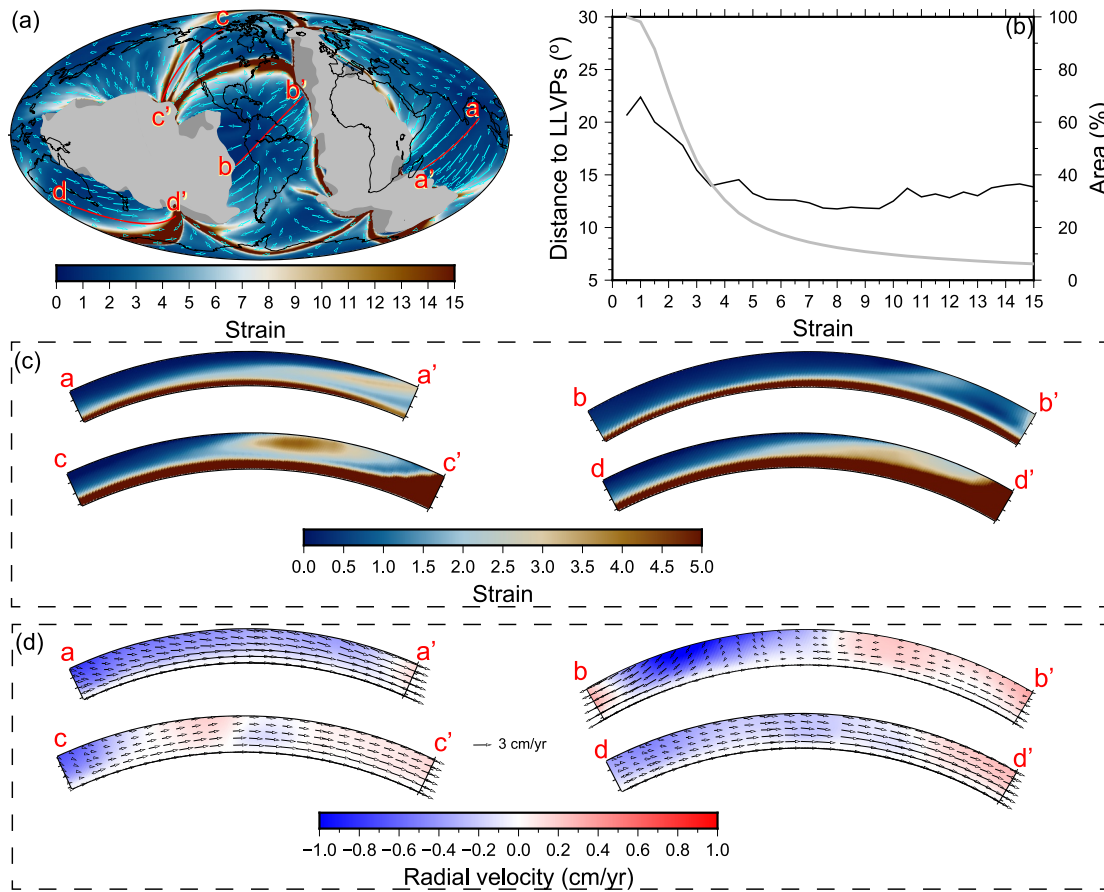 (a)
c
c'
b'
b
a
a'
d
d'
0 1 2 3 4 5 6 7 8 9 10 11 12 13 14 15
Strain
(b)
Distance to LLVPs (º)
30
25
20
15
10
5
0 1 2 3 4 5 6 7 8 9 10 11 12 13 14 15
Strain
100
80
60
40
20
0
Area (%)
(c)
a a'
b b'
c c'
d d'
0.0 0.5 1.0 1.5 2.0 2.5 3.0 3.5 4.0 4.5 5.0
Strain
(d)
a a'
b b'
c c'
3 cm/yr
d d'
−1.0 −0.8 −0.6 −0.4 −0.2 0.0 0.2 0.4 0.6 0.8 1.0
Radial velocity (cm/yr)